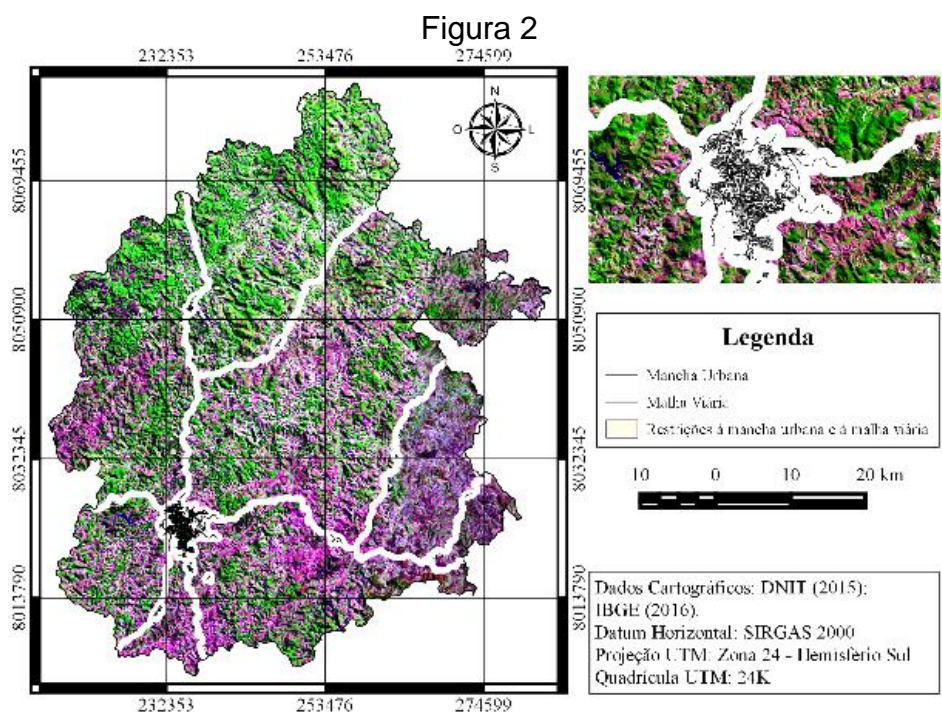 Figura 2
232353 253476 274599
8069455
8050900
8032345
8013790
N
O L
S
8069455
8050900
8032345
8013790
232353 253476 274599
Legenda
Mancha Urbana
Malha Viária
Restrições à mancha urbana e à malha viária
10 0 10 20 km
Dados Cartográficos: DNIT (2015);
IBGE (2016).
Datum Horizontal: SIRGAS 2000
Projeção UTM: Zona 24 - Hemisfério Sul
Quadrícula UTM: 24K